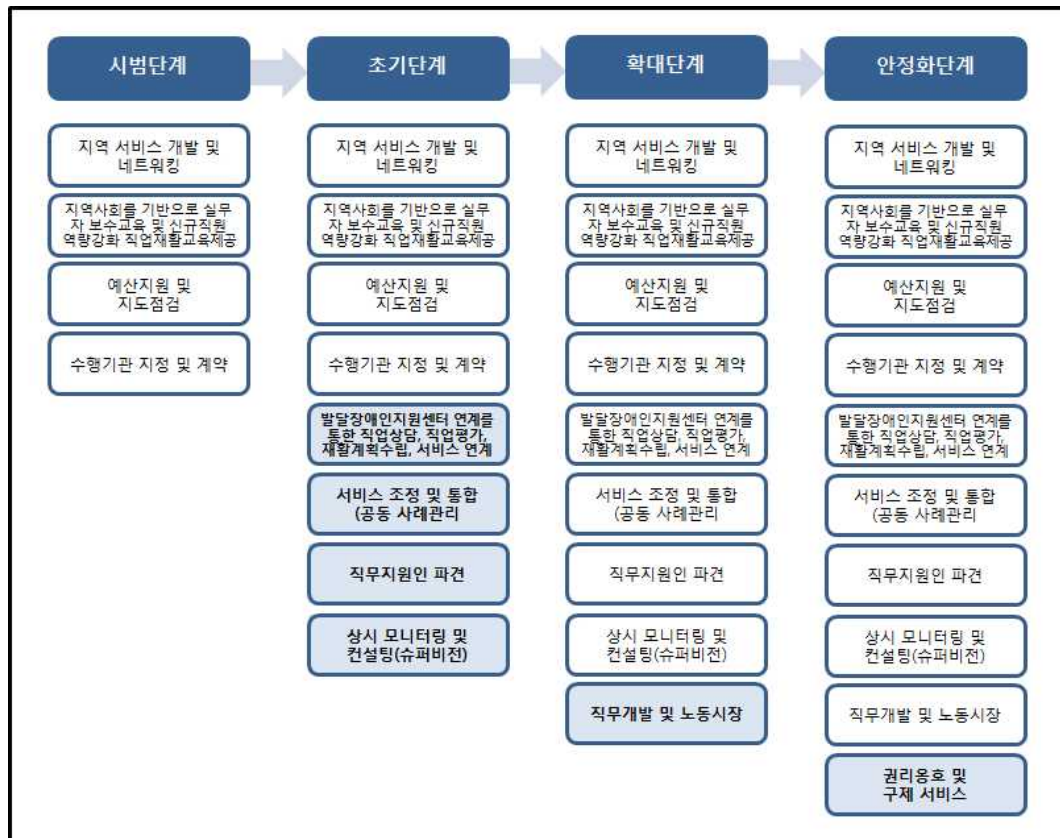 시범단계
지역 서비스 개발 및
네트워킹
지역사회를 기반으로 실무
자 보수교육 및 신규직원
역량강화 직업재활교육제공
예산지원 및
지도점검
수행기관 지정 및 계약
초기단계
지역 서비스 개발 및
네트워킹
지역사회를 기반으로 실무
자 보수교육 및 신규직원
역량강화 직업재활교육제공
예산지원 및
지도점검
수행기관 지정 및 계약
발달장애인지원센터 연계를
통한 직업상담, 직업평가,
재활계획수립, 서비스 연계
서비스 조정 및 통합
(공동 사례관리
직무지원인 파견
상시 모니터링 및
컨설팅(슈퍼비전)
확대단계
지역 서비스 개발 및
네트워킹
지역사회를 기반으로 실무
자 보수교육 및 신규직원
역량강화 직업재활교육제공
예산지원 및
지도점검
수행기관 지정 및 계약
발달장애인지원센터 연계를
통한 직업상담, 직업평가,
재활계획수립, 서비스 연계
서비스 조정 및 통합
(공동 사례관리
직무지원인 파견
상시 모니터링 및
컨설팅(슈퍼비전)
직무개발 및 노동시장
안정화단계
지역 서비스 개발 및
네트워킹
지역사회를 기반으로 실무
자 보수교육 및 신규직원
역량강화 직업재활교육제공
예산지원 및
지도점검
수행기관 지정 및 계약
발달장애인지원센터 연계를
통한 직업상담, 직업평가,
재활계획수립, 서비스 연계
서비스 조정 및 통합
(공동 사례관리
직무지원인 파견
상시 모니터링 및
컨설팅(슈퍼비전)
직무개발 및 노동시장
권리옹호 및
구제 서비스